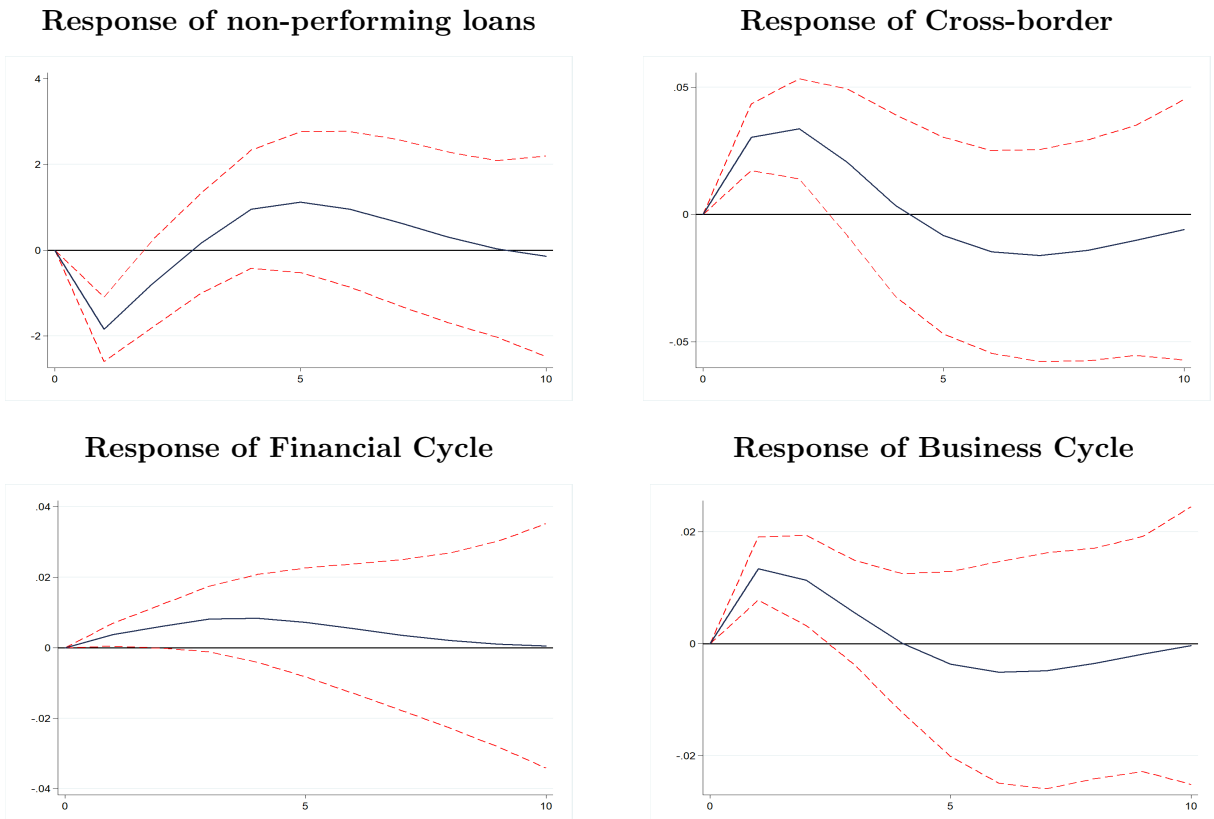 Response of non-performing loans
Response of Cross-border
4
2
0
-2
0 5 10
.05
0
-.05
0 5 10
Response of Financial Cycle
Response of Business Cycle
.04
.02
0
-.02
-.04
0 5 10
.02
0
-.02
0 5 10